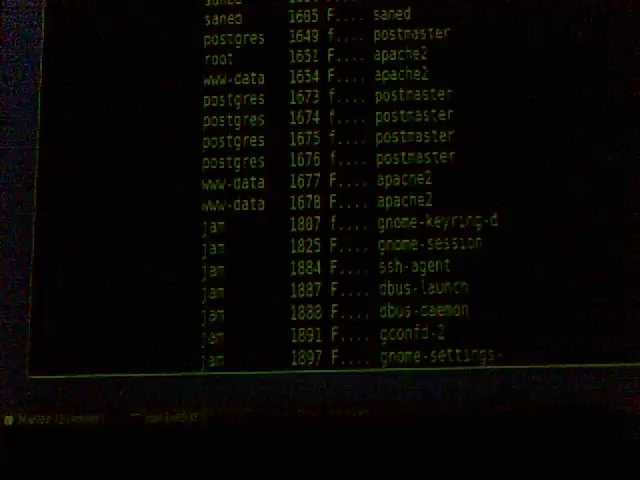 saned 1605 F.... saned
postgres 1649 f.... postmaster
root 1651 F.... apache2
www-data 1654 F.... apache2
postgres 1673 f.... postmaster
postgres 1674 f.... postmaster
postgres 1675 f.... postmaster
postgres 1676 f.... postmaster
www-data 1677 F.... apache2
www-data 1678 F.... apache2
jam 1807 f.... gnome-keyring-d
jam 1825 F.... gnome-session
jam 1884 F.... ssh-agent
jam 1887 F.... dbus-launch
jam 1888 F.... dbus-daemon
jam 1891 F.... gconfd-2
jam 1897 F.... gnome-settings-